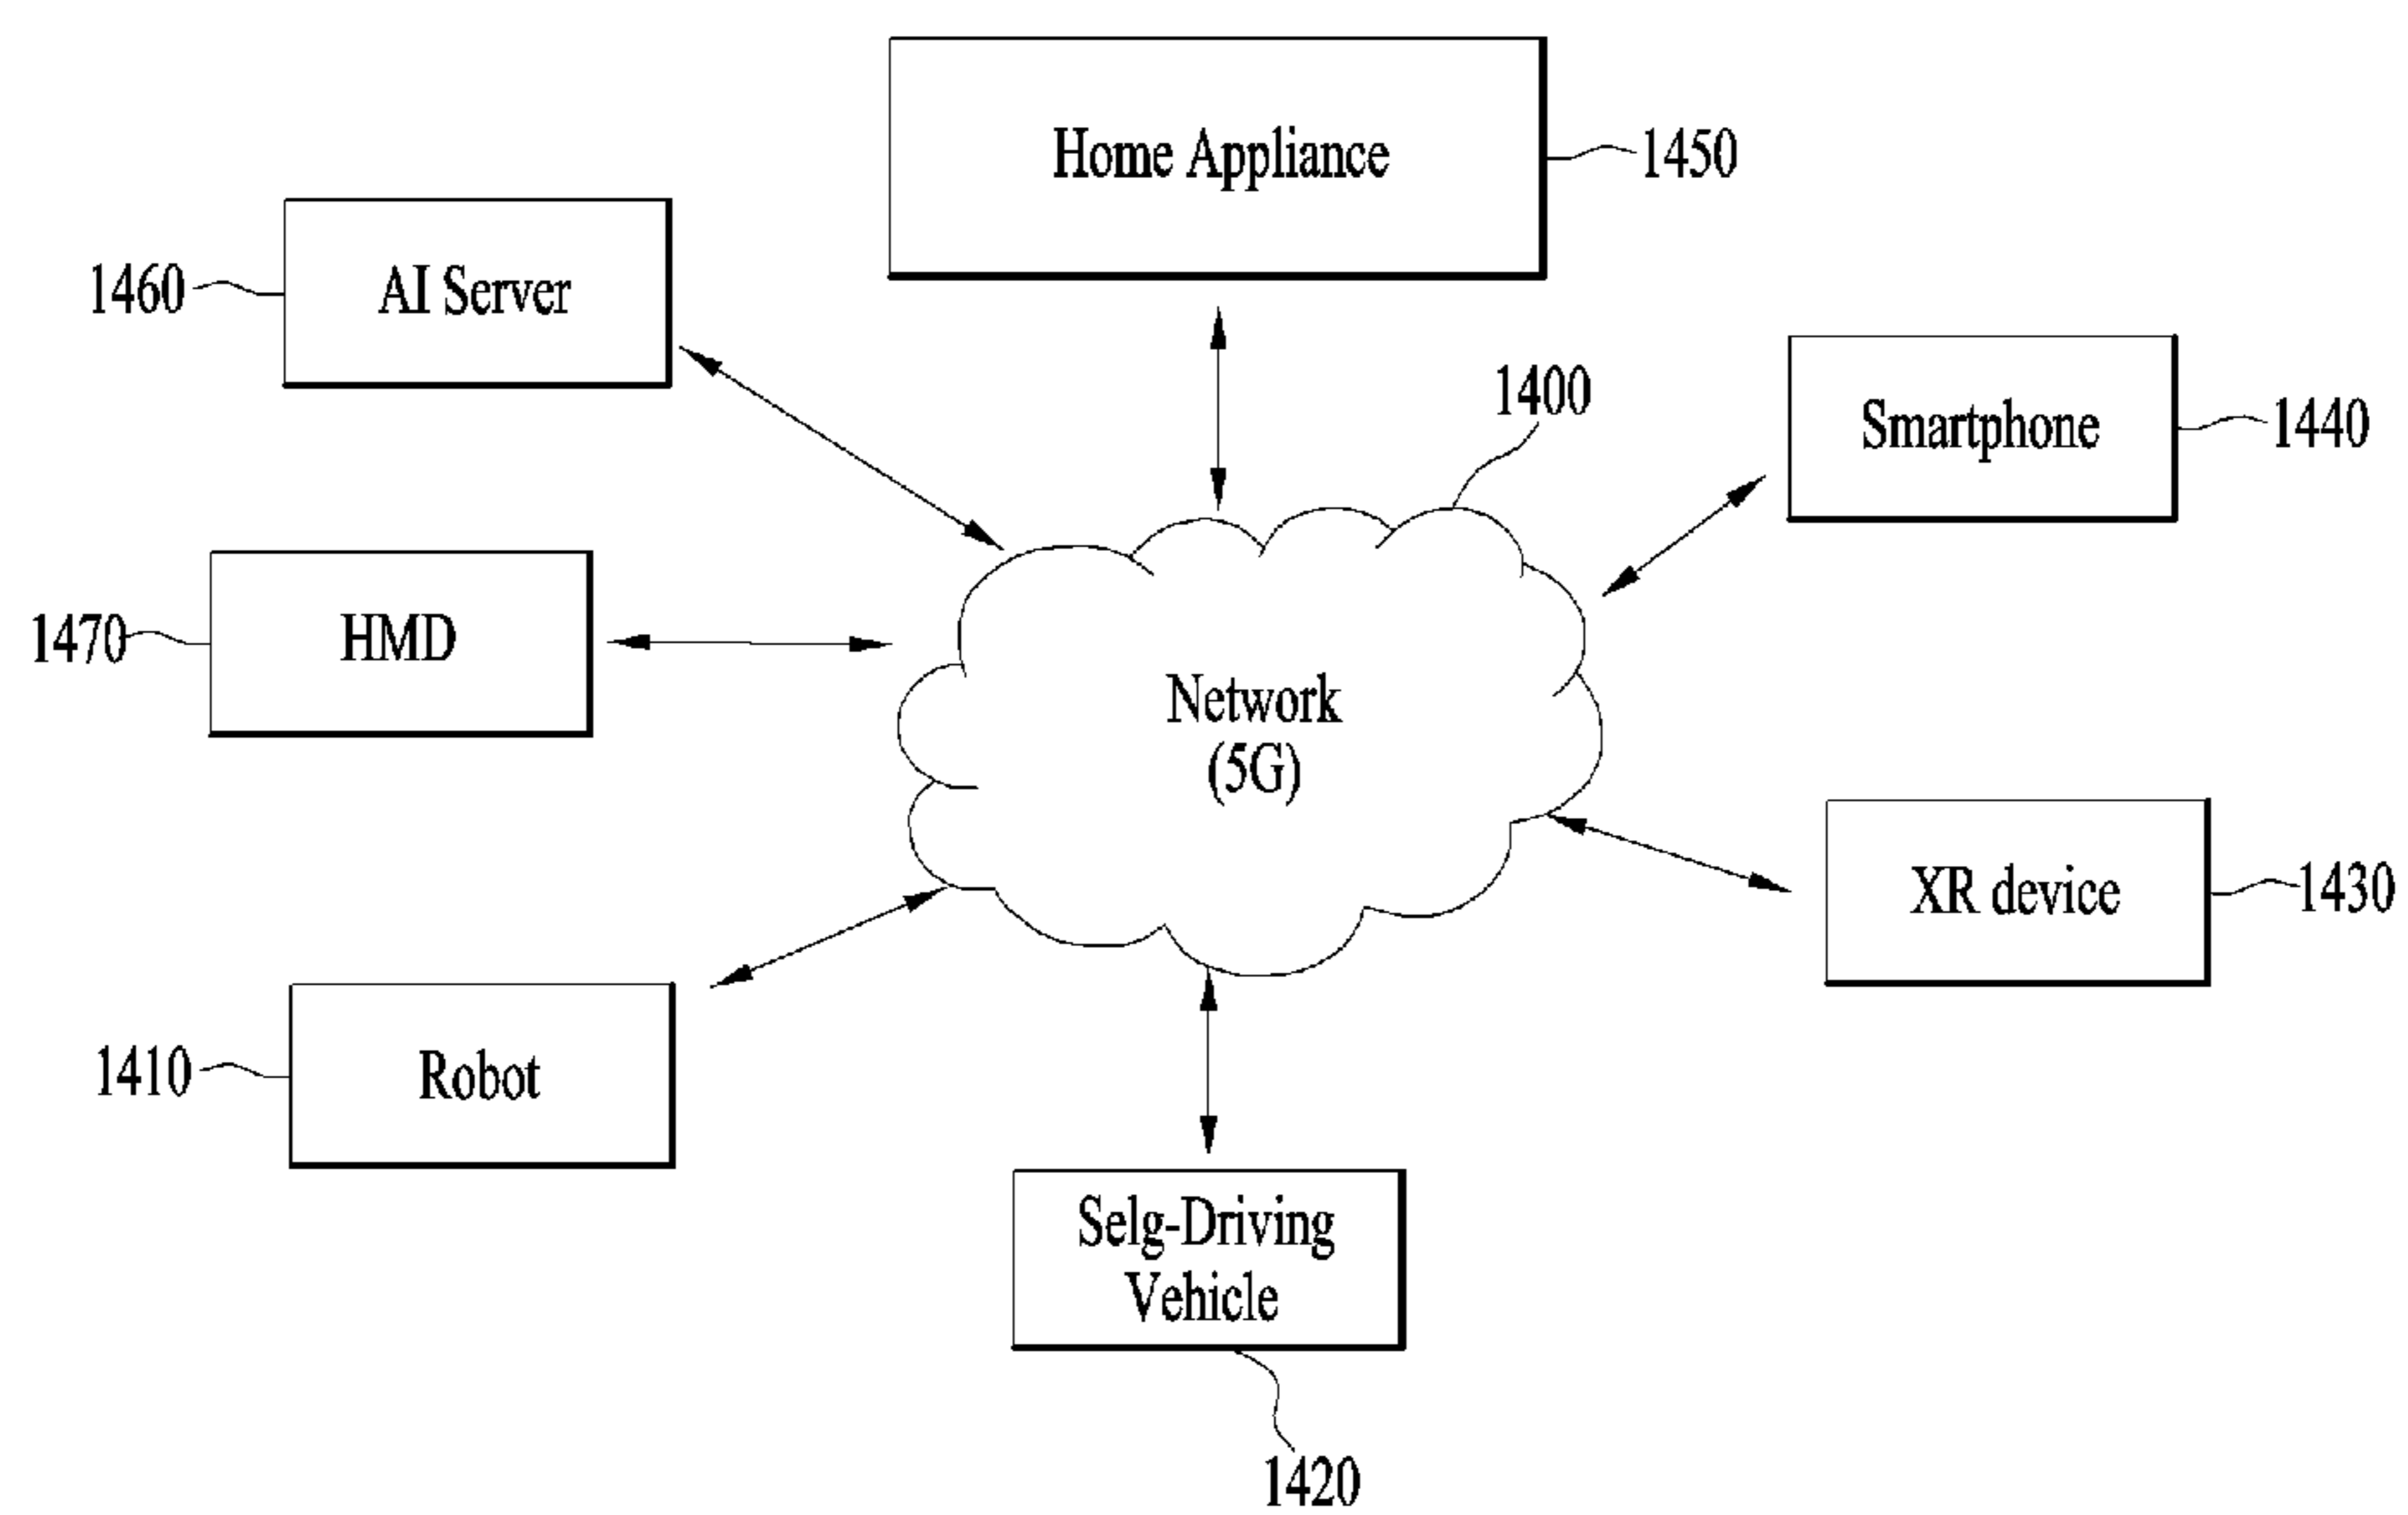 Home Appliance
1450
AI Server
1460
1400
Smartphone
1440
HMD
1470
Network
(5G)
XR device
1430
Robot
1410
Selg-Driving
Vehicle
1420